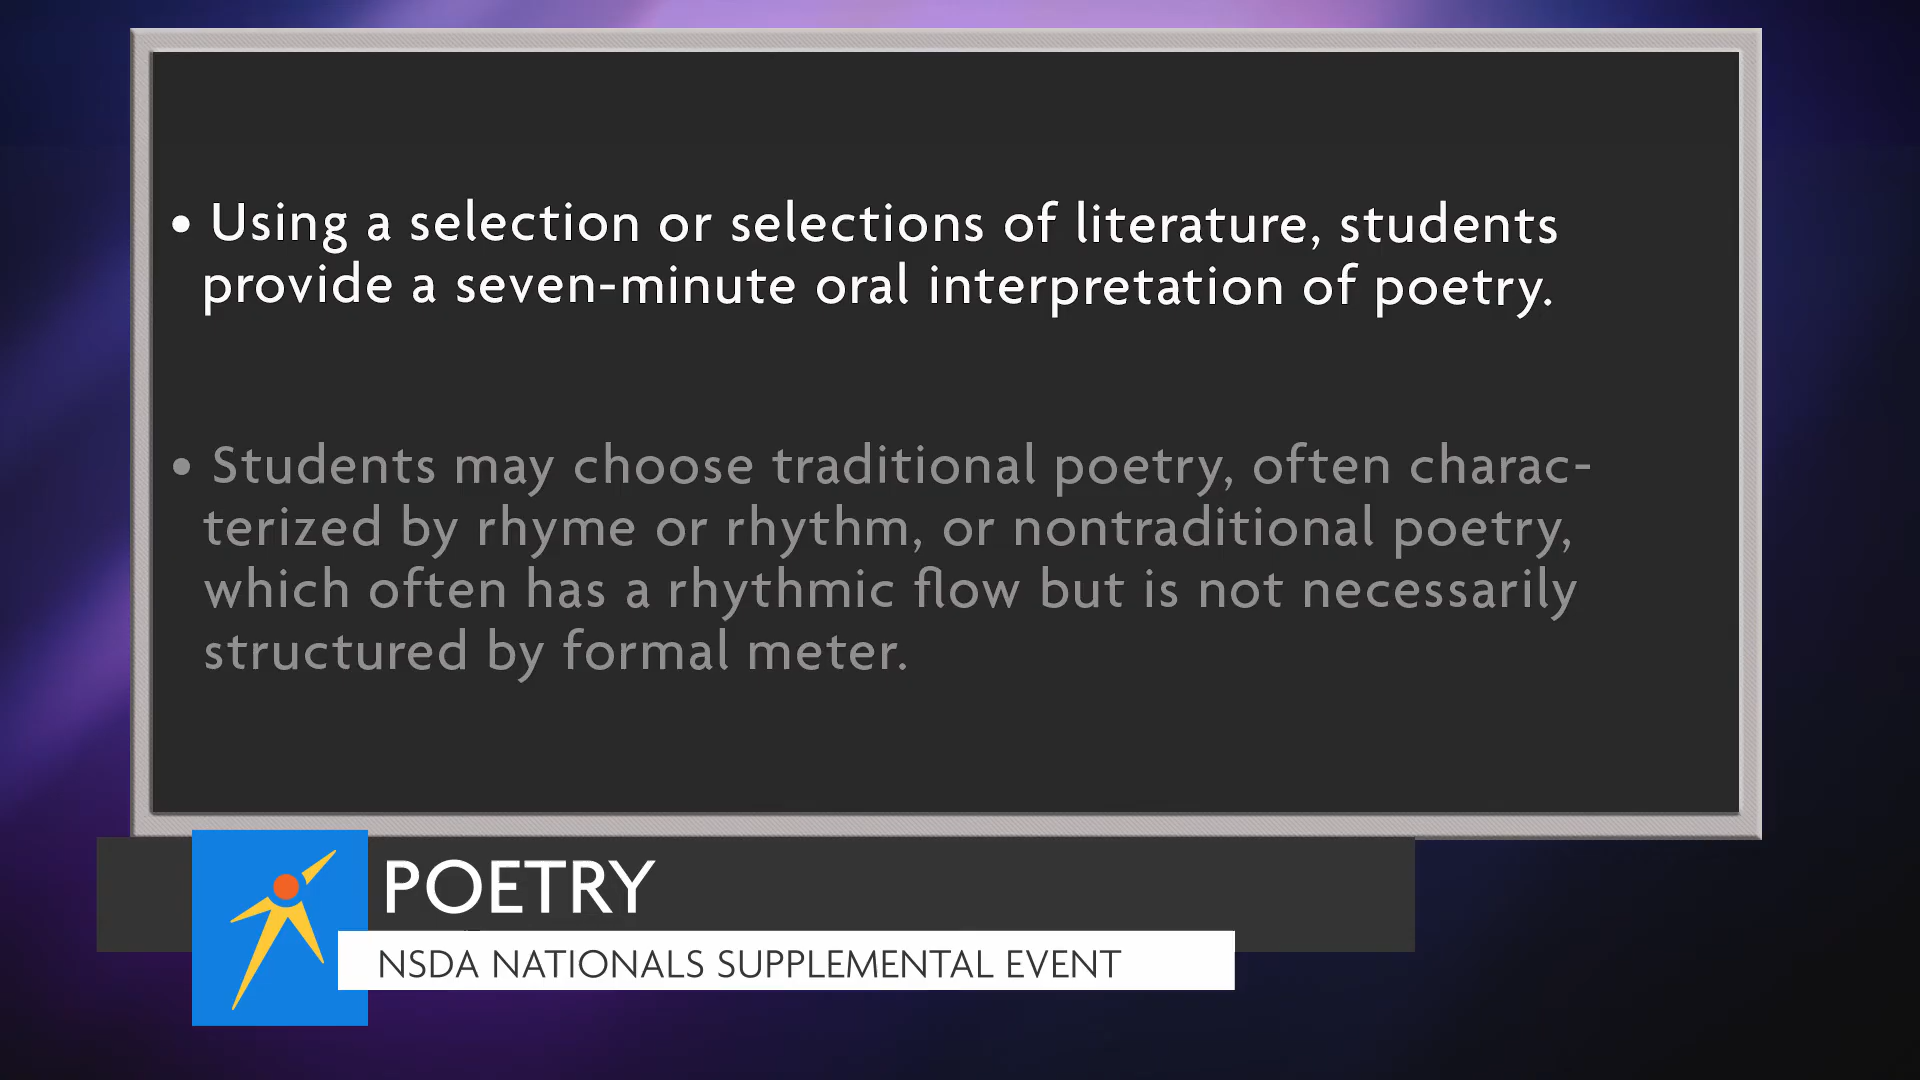 • Using a selection or selections of literature, students
provide a seven-minute oral interpretation of poetry.
• Students may choose traditional poetry, often charac-
terized by rhyme or rhythm, or nontraditional poetry,
which often has a rhythmic flow but is not necessarily
structured by formal meter.
POETRY
NSDA NATIONALS SUPPLEMENTAL EVENT